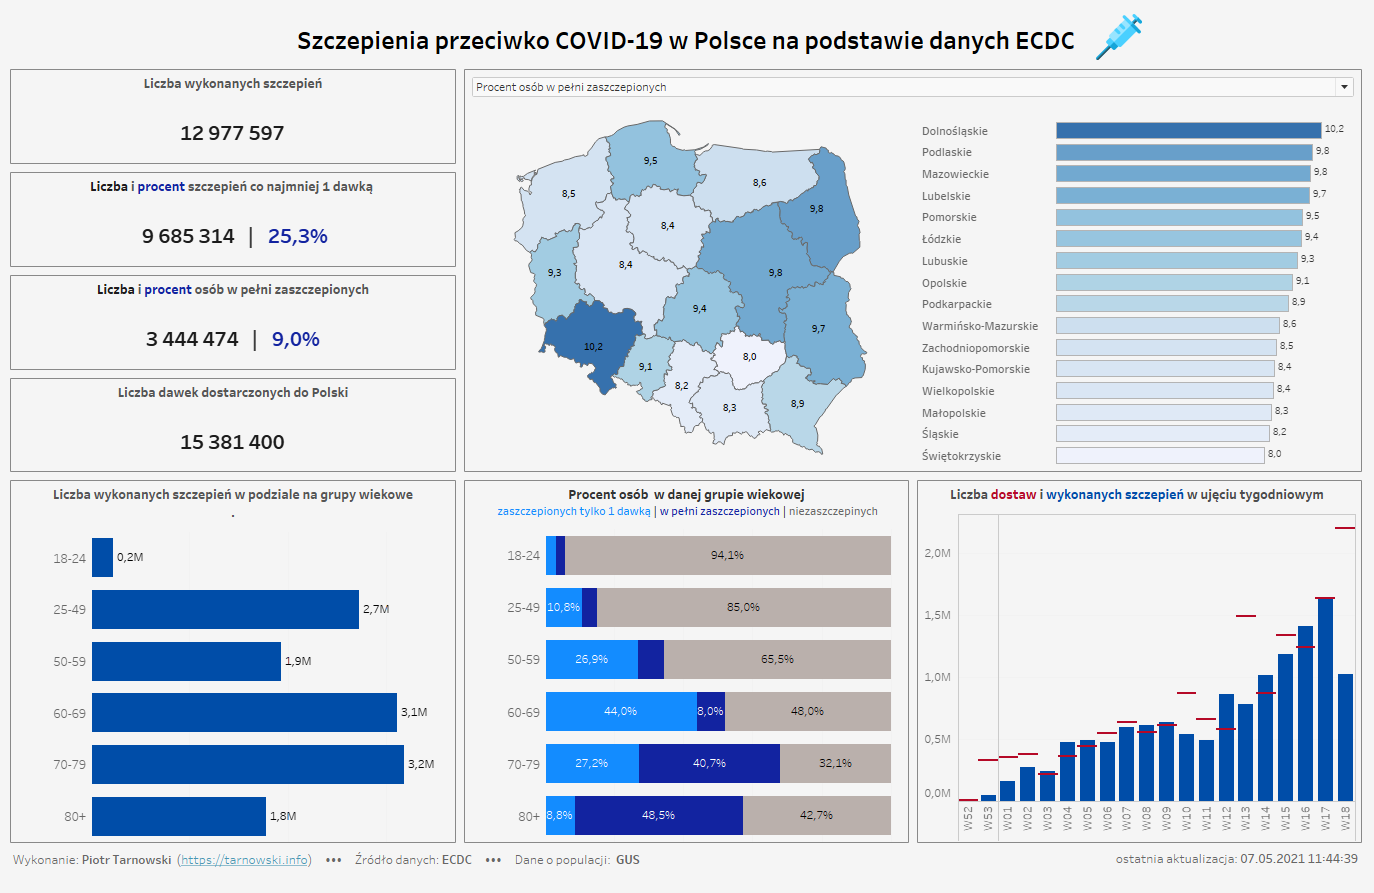 Szczepienia przeciwko COVID-19 w Polsce na podstawie danych ECDC
Liczba wykonanych szczepień
12 977 597
Liczba i procent szczepień co najmniej 1 dawką
9 685 314 | 25,3%
Liczba i procent osób w pełni zaszczepionych
3 444 474 | 9,0%
Liczba dawek dostarczonych do Polski
15 381 400
Procent osób w pełni zaszczepionych
9,5
8,6
8,5
9,8
8,4
8,4
9,3
9,8
9,4
9,7
10,2
8,0
9,1
8,2
8,3
8,9
Dolnośląskie 10,2
Podlaskie 9,8
Mazowieckie 9,8
Lubelskie 9,7
Pomorskie 9,5
Łódzkie 9,4
Lubuskie 9,3
Opolskie 9,1
Podkarpackie 8,9
Warmińsko-Mazurskie 8,6
Zachodniopomorskie 8,5
Kujawsko-Pomorskie 8,4
Wielkopolskie 8,4
Małopolskie 8,3
Śląskie 8,2
Świętokrzyskie 8,0
Liczba wykonanych szczepień w podziale na grupy wiekowe
.
18-24 0,2M
25-49 2,7M
50-59 1,9M
60-69 3,1M
70-79 3,2M
80+ 1,8M
Procent osób w danej grupie wiekowej
zaszczepionych tylko 1 dawką | w pełni zaszczepionych | niezaszczepinych
18-24 94,1%
25-49 10,8% 85,0%
50-59 26,9% 65,5%
60-69 44,0% 8,0% 48,0%
70-79 27,2% 40,7% 32,1%
80+ 8,8% 48,5% 42,7%
Liczba dostaw i wykonanych szczepień w ujęciu tygodniowym
2,0M
1,5M
1,0M
0,5M
0,0M
W52 W53 W01 W02 W03 W04 W05 W06 W07 W08 W09 W10 W11 W12 W13 W14 W15 W16 W17 W18
Wykonanie: Piotr Tarnowski (https://tarnowski.info) ••• Źródło danych: ECDC ••• Dane o populacji: GUS
ostatnia aktualizacja: 07.05.2021 11:44:39